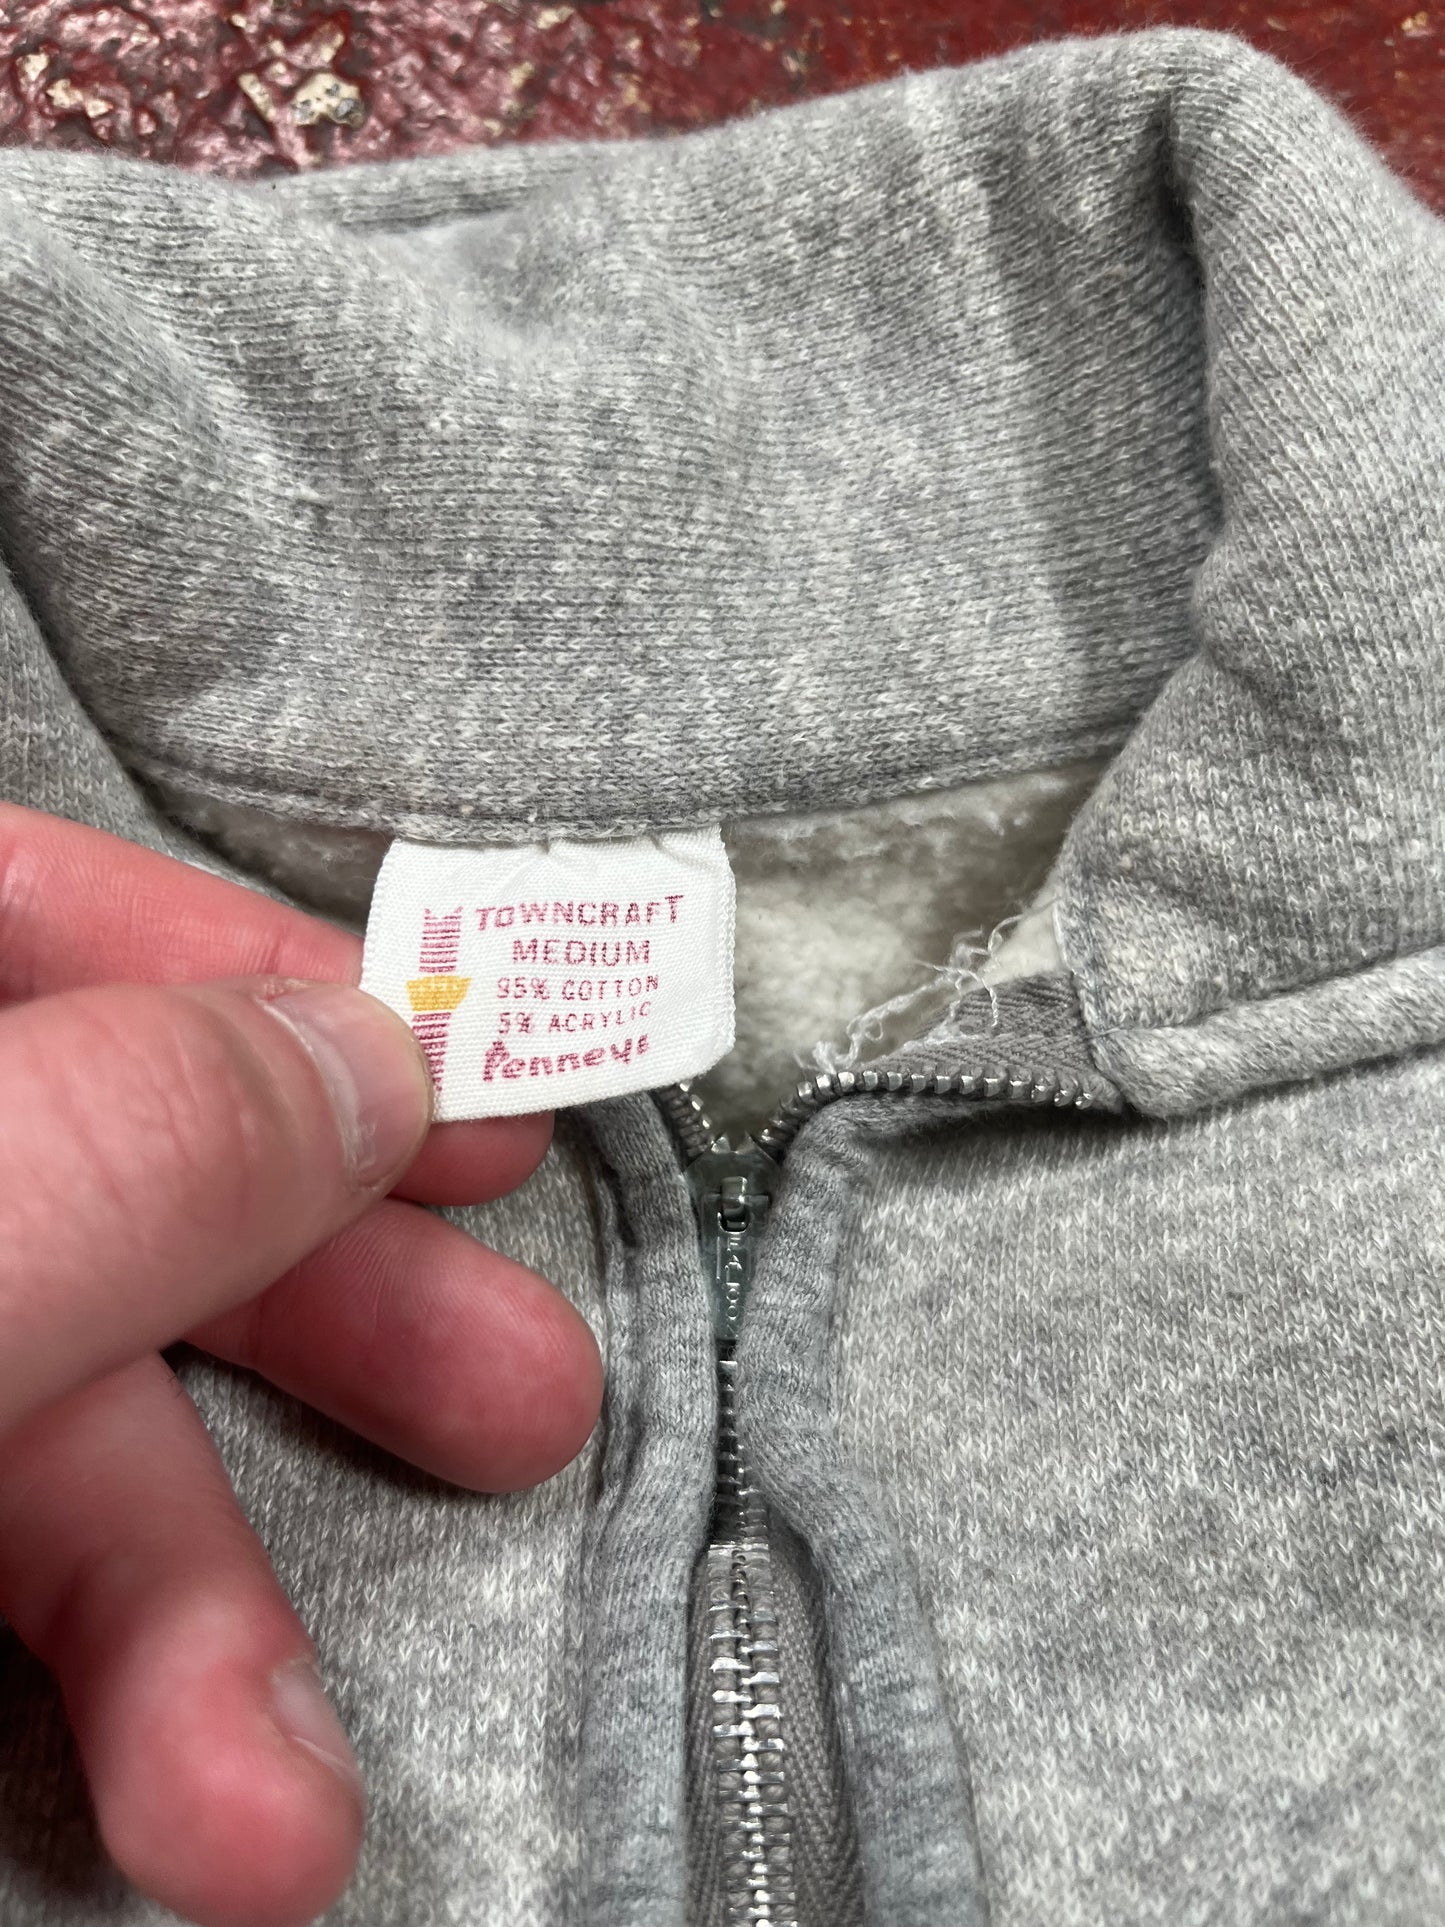 TOWNCRAFT
MEDIUM
95% COTTON
5% ACRYLIC
Penneys